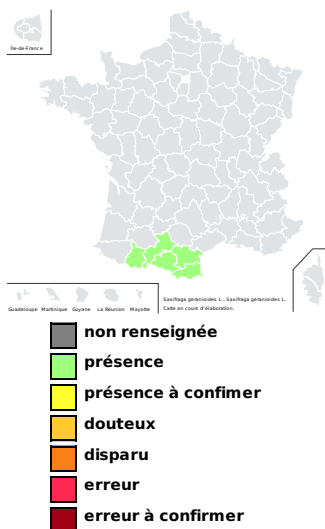 Île-de-France
Guadeloupe Martinique Guyane La Réunion Mayotte
Saxifraga geranioides L., Saxifraga geranioides L.
Carte en cours d'élaboration.
non renseignée
présence
présence à confimer
douteux
disparu
erreur
erreur à confirmer